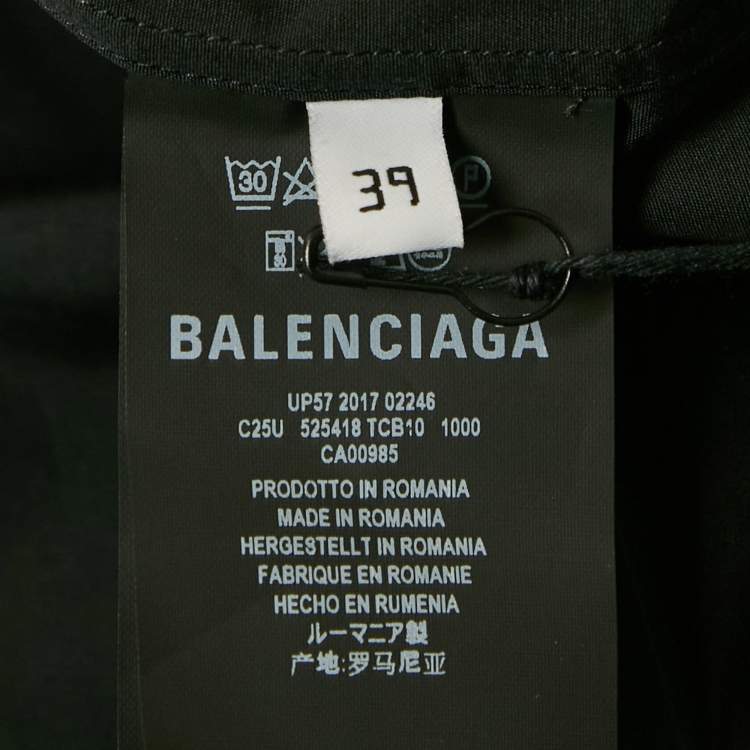 39
30
P
BALENCIAGA
UP57 2017 02246
C25U 525418 TCB10 1000
CA00985
PRODOTTO IN ROMANIA
MADE IN ROMANIA
HERGESTELLT IN ROMANIA
FABRIQUE EN ROMANIE
HECHO EN RUMENIA
ルーマニア製
产地:罗马尼亚